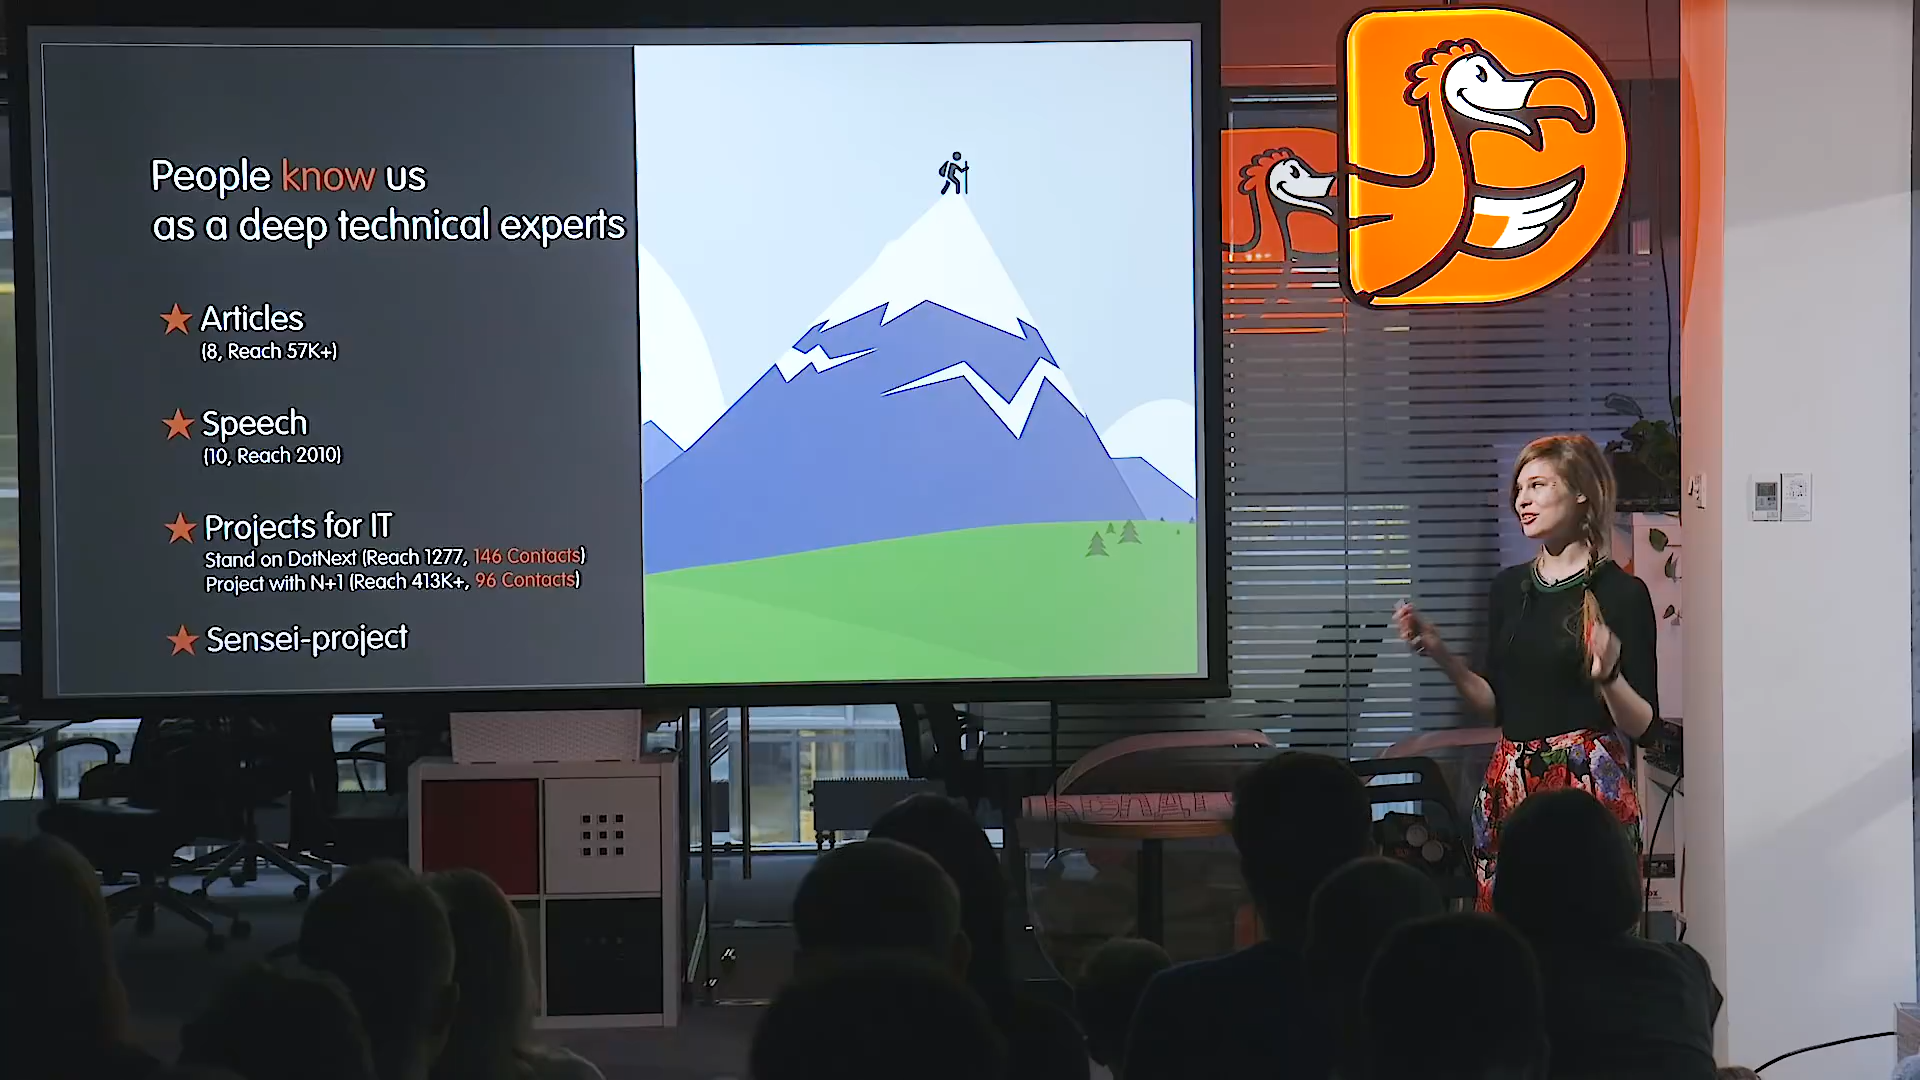 People know us
as a deep technical experts
Articles
(8, Reach 57K+)
Speech
(10, Reach 2010)
Projects for IT
Stand on DotNext (Reach 1277, 146 Contacts)
Project with N+1 (Reach 413K+, 96 Contacts)
Sensei-project